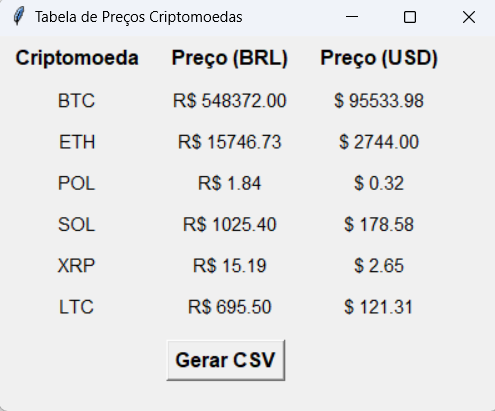 Tabela de Preços Criptomoedas
Criptomoeda Preço (BRL) Preço (USD)
BTC R$ 548372.00 $ 95533.98
ETH R$ 15746.73 $ 2744.00
POL R$ 1.84 $ 0.32
SOL R$ 1025.40 $ 178.58
XRP R$ 15.19 $ 2.65
LTC R$ 695.50 $ 121.31
Gerar CSV